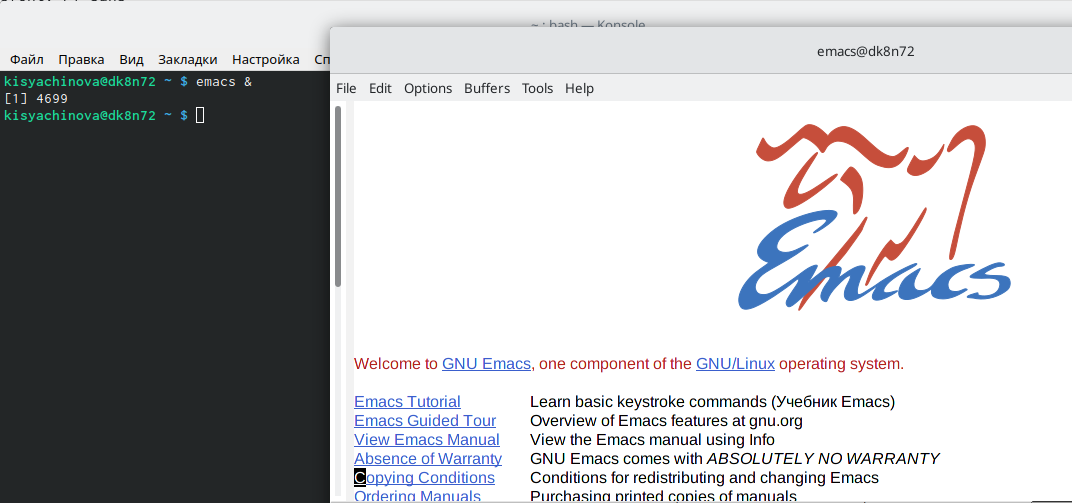 ~ : bash — Konsole
Файл Правка Вид Закладки Настройка Сп
kisyachinova@dk8n72 ~ $ emacs &
[1] 4699
kisyachinova@dk8n72 ~ $
emacs@dk8n72
File Edit Options Buffers Tools Help
Emacs
Welcome to GNU Emacs, one component of the GNU/Linux operating system.
Emacs Tutorial Learn basic keystroke commands (Учебник Emacs)
Emacs Guided Tour Overview of Emacs features at gnu.org
View Emacs Manual View the Emacs manual using Info
Absence of Warranty GNU Emacs comes with ABSOLUTELY NO WARRANTY
Copying Conditions Conditions for redistributing and changing Emacs
Ordering Manuals Purchasing printed copies of manuals